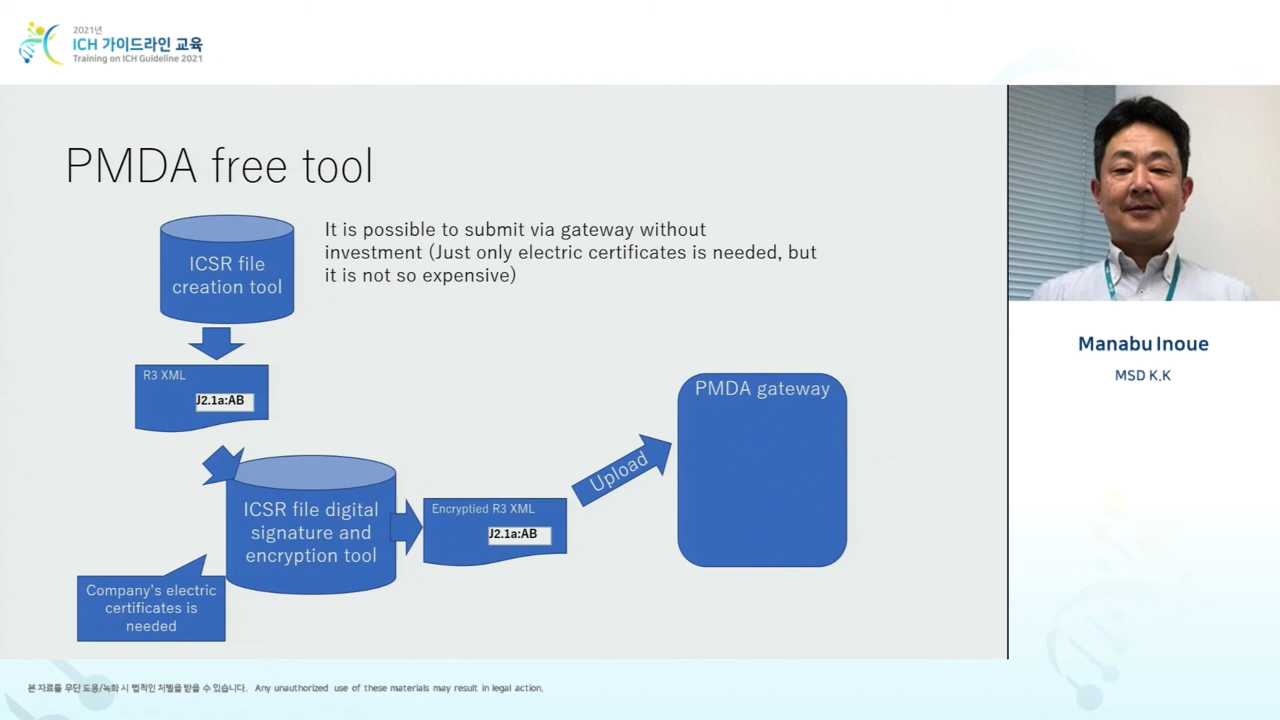 2021년
ICH 가이드라인 교육
Training on ICH Guideline 2021
PMDA free tool
ICSR file
creation tool
It is possible to submit via gateway without
investment (Just only electric certificates is needed, but
it is not so expensive)
R3 XML
J2.1a:AB
ICSR file digital
signature and
encryption tool
Company's electric
certificates is
needed
Encryptied R3 XML
J2.1a:AB
Upload
PMDA gateway
Manabu Inoue
MSD K.K
본 자료를 무단 도용/녹화 시 법적인 처벌을 받을 수 있습니다. Any unauthorized use of these materials may result in legal action.